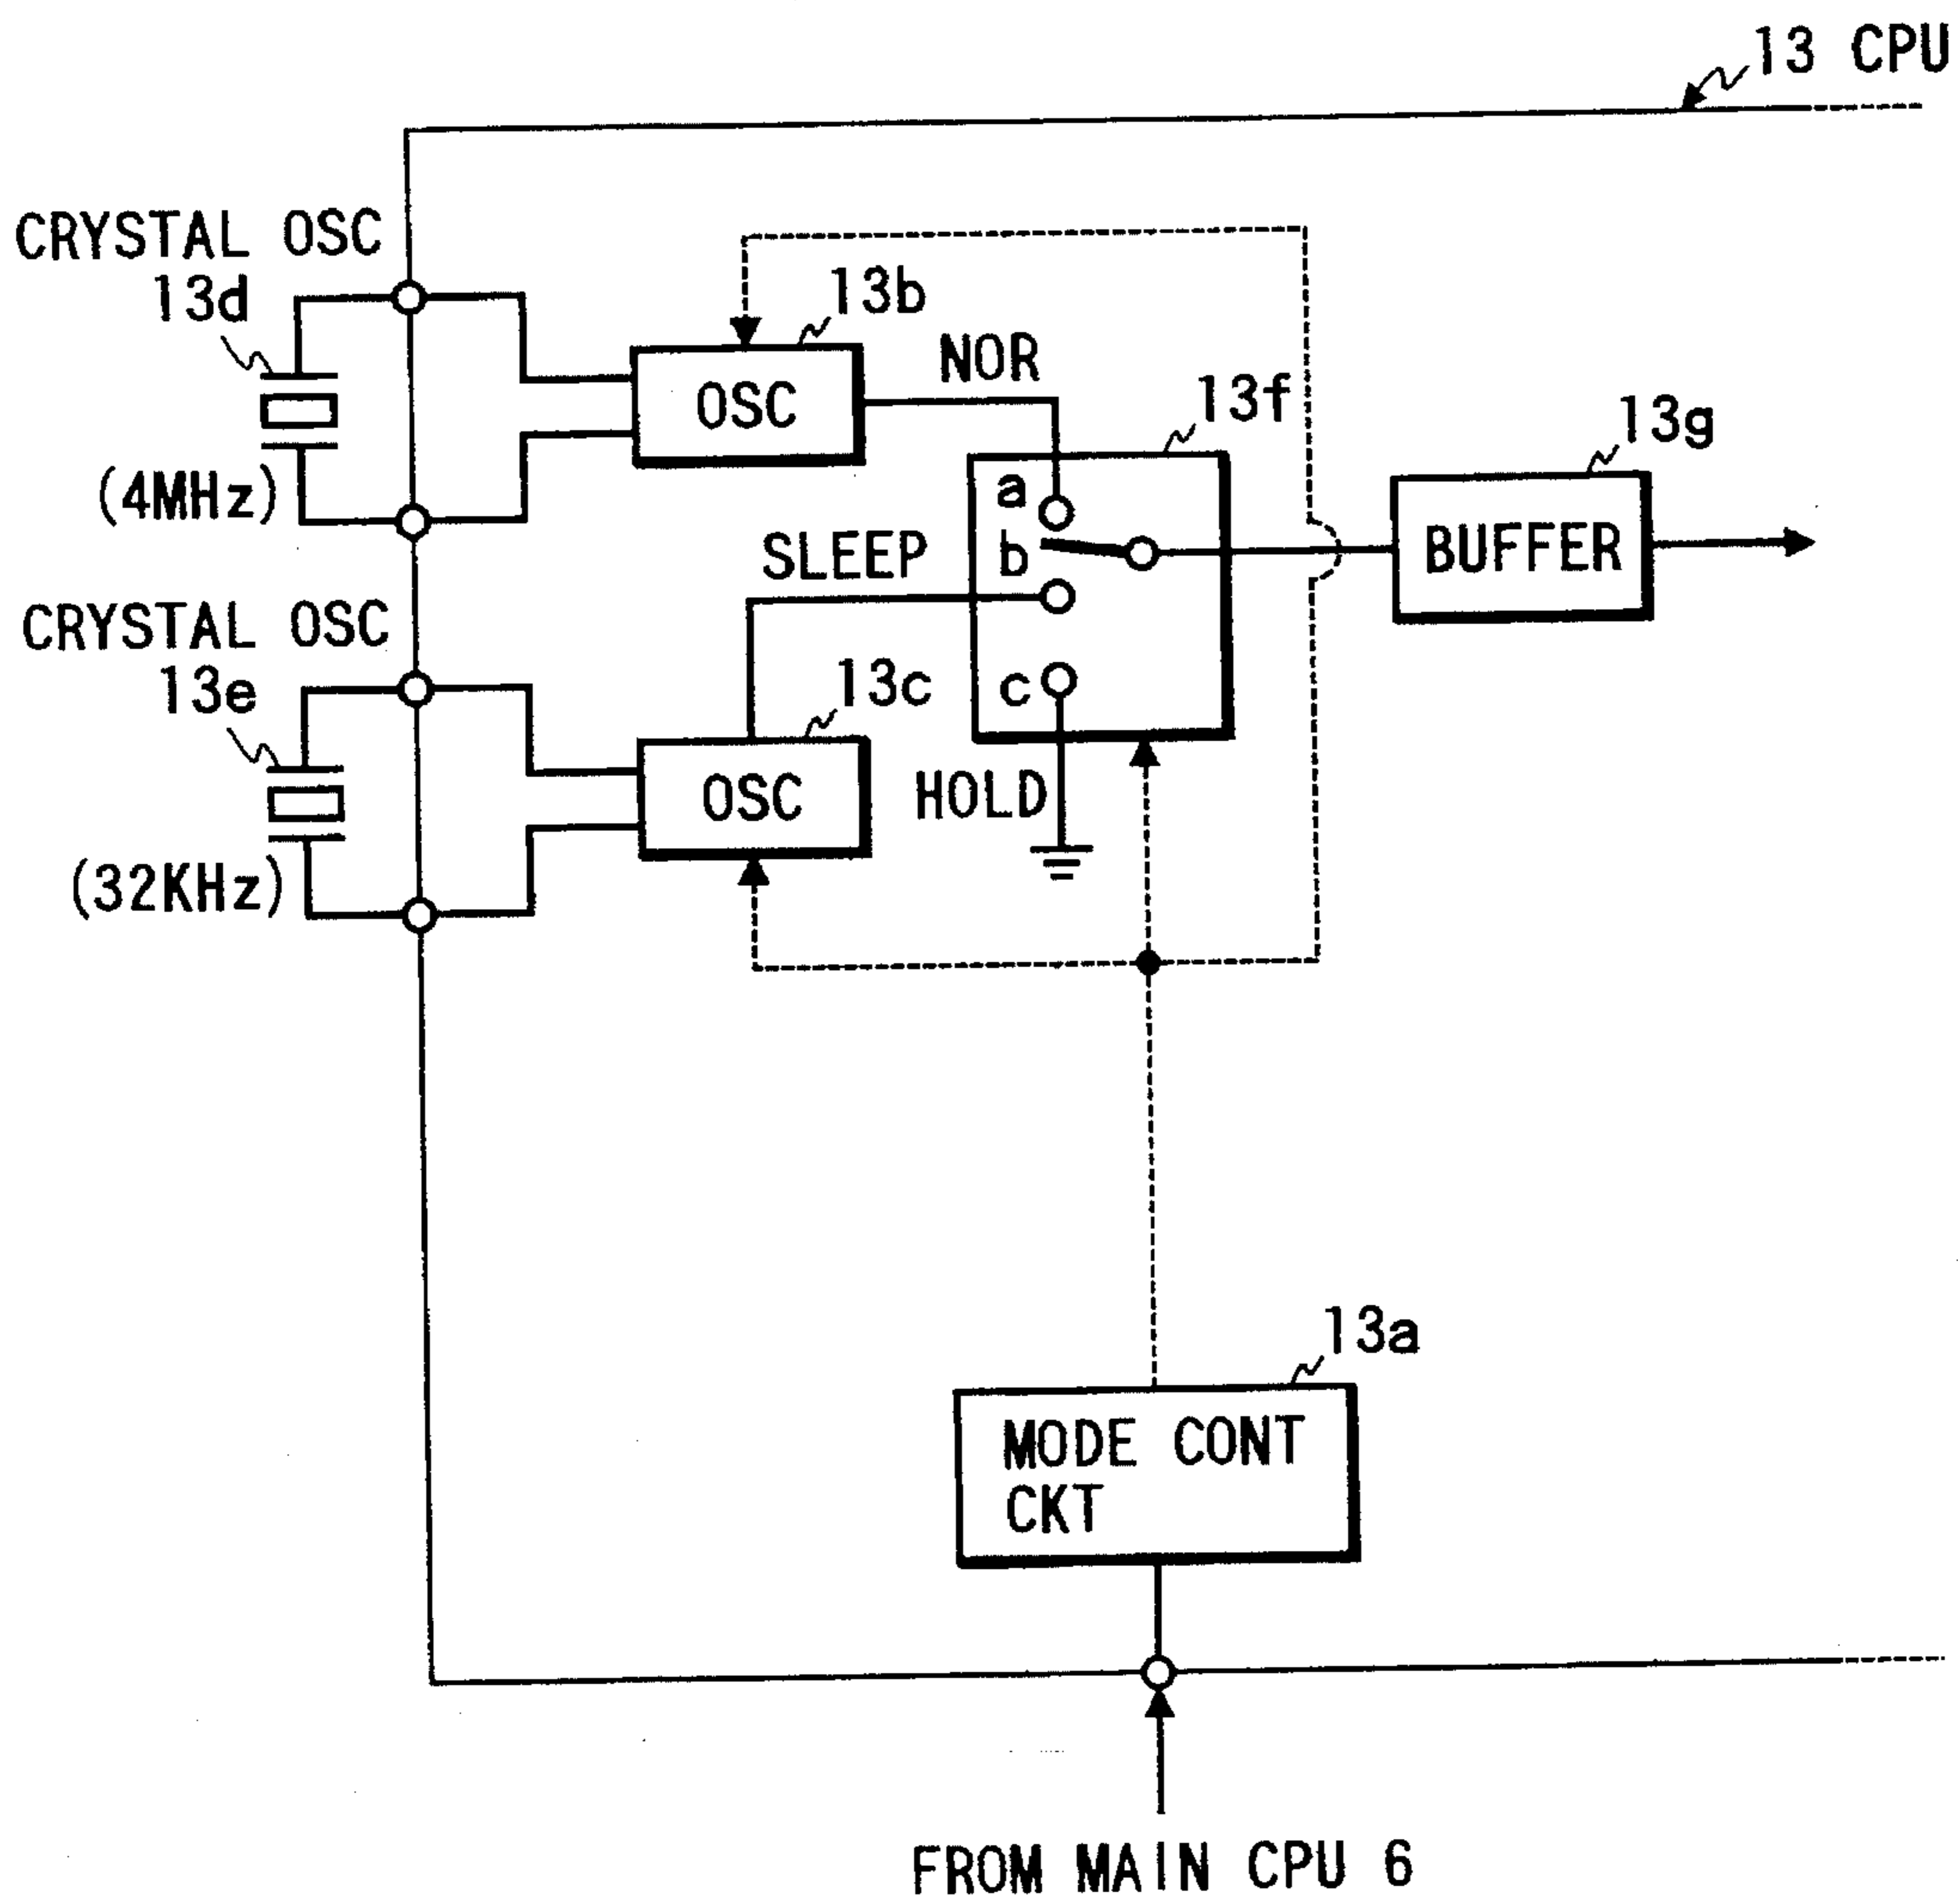 13 CPU
CRYSTAL OSC
13d
(4MHz)
13b
OSC
NOR
13f
a
b
c
13g
BUFFER
SLEEP
CRYSTAL OSC
13e
(32KHz)
13c
OSC
HOLD
13a
MODE CONT
CKT
FROM MAIN CPU 6